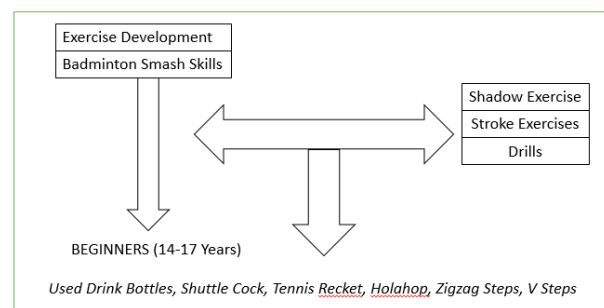 Exercise Development
Badminton Smash Skills
Shadow Exercise
Stroke Exercises
Drills
BEGINNERS (14-17 Years)
Used Drink Bottles, Shuttle Cock, Tennis Recket, Holahop, Zigzag Steps, V Steps